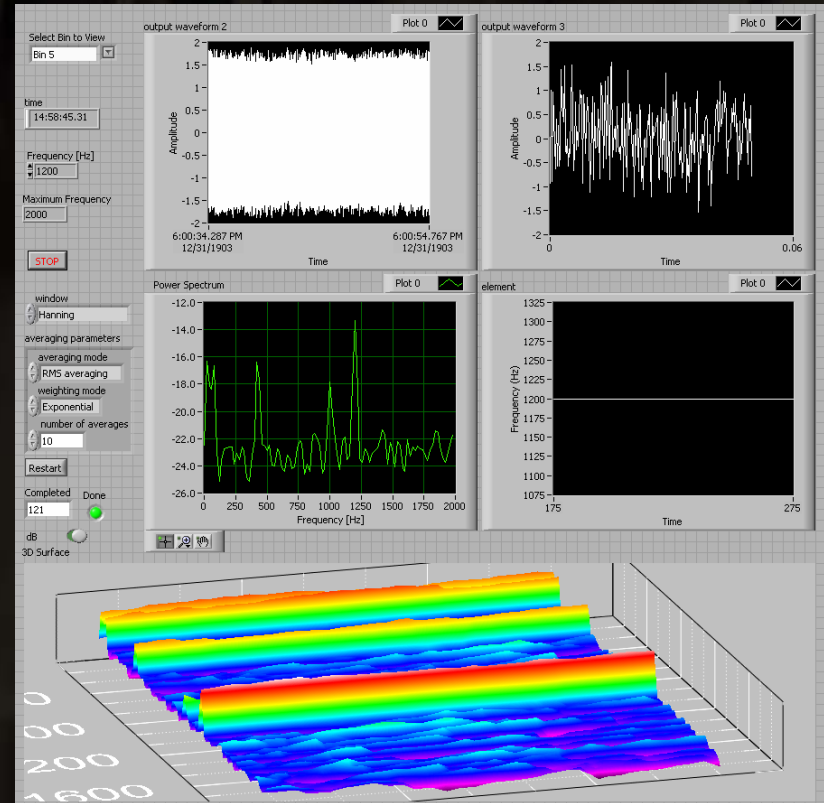 Select Bin to View
Bin 5
time
14:58:45.31
Frequency [Hz]
1200
Maximum Frequency
2000
STOP
window
Hanning
averaging parameters
averaging mode
RMS averaging
weighting mode
Exponential
number of averages
10
Restart
Completed
Done
121
dB
output waveform 2
Plot 0
Amplitude
2
1.5
1
0.5
0
-0.5
-1
-1.5
-2
6:00:34.287 PM
12/31/1903
6:00:54.767 PM
12/31/1903
Time
output waveform 3
Plot 0
Amplitude
2
1.5
1
0.5
0
-0.5
-1
-1.5
-2
0
0.06
Time
Power Spectrum
Plot 0
-12.0
-14.0
-16.0
-18.0
-20.0
-22.0
-24.0
-26.0
0 250 500 750 1000 1250 1500 1750 2000
Frequency [Hz]
element
Plot 0
Frequency (Hz)
1325
1300
1275
1250
1225
1200
1175
1150
1125
1100
1075
175
275
Time
3D Surface
1600